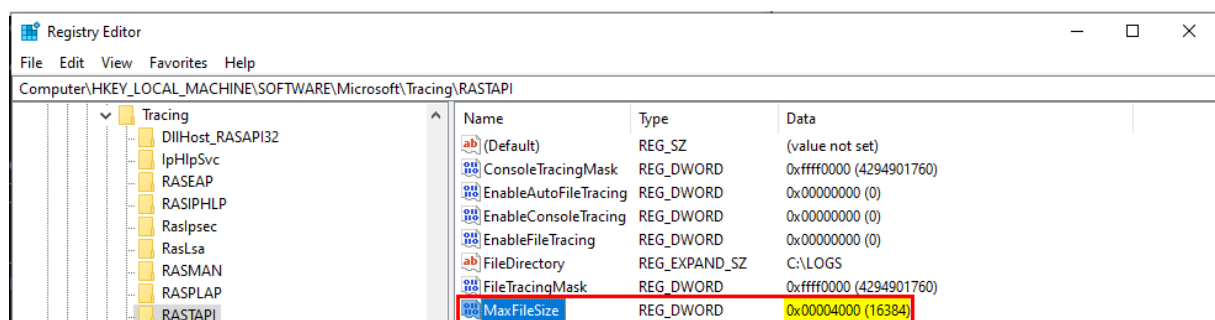 Registry Editor
File Edit View Favorites Help
Computer\HKEY_LOCAL_MACHINE\SOFTWARE\Microsoft\Tracing\RASTAPI
Tracing
DllHost_RASAPI32
IpHlpSvc
RASEAP
RASIPHLP
RasIpsec
RasLsa
RASMAN
RASPLAP
RASTAPI
Name Type Data
(Default) REG_SZ (value not set)
ConsoleTracingMask REG_DWORD 0xffff0000 (4294901760)
EnableAutoFileTracing REG_DWORD 0x00000000 (0)
EnableConsoleTracing REG_DWORD 0x00000000 (0)
EnableFileTracing REG_DWORD 0x00000000 (0)
FileDirectory REG_EXPAND_SZ C:\LOGS
FileTracingMask REG_DWORD 0xffff0000 (4294901760)
MaxFileSize REG_DWORD 0x00004000 (16384)